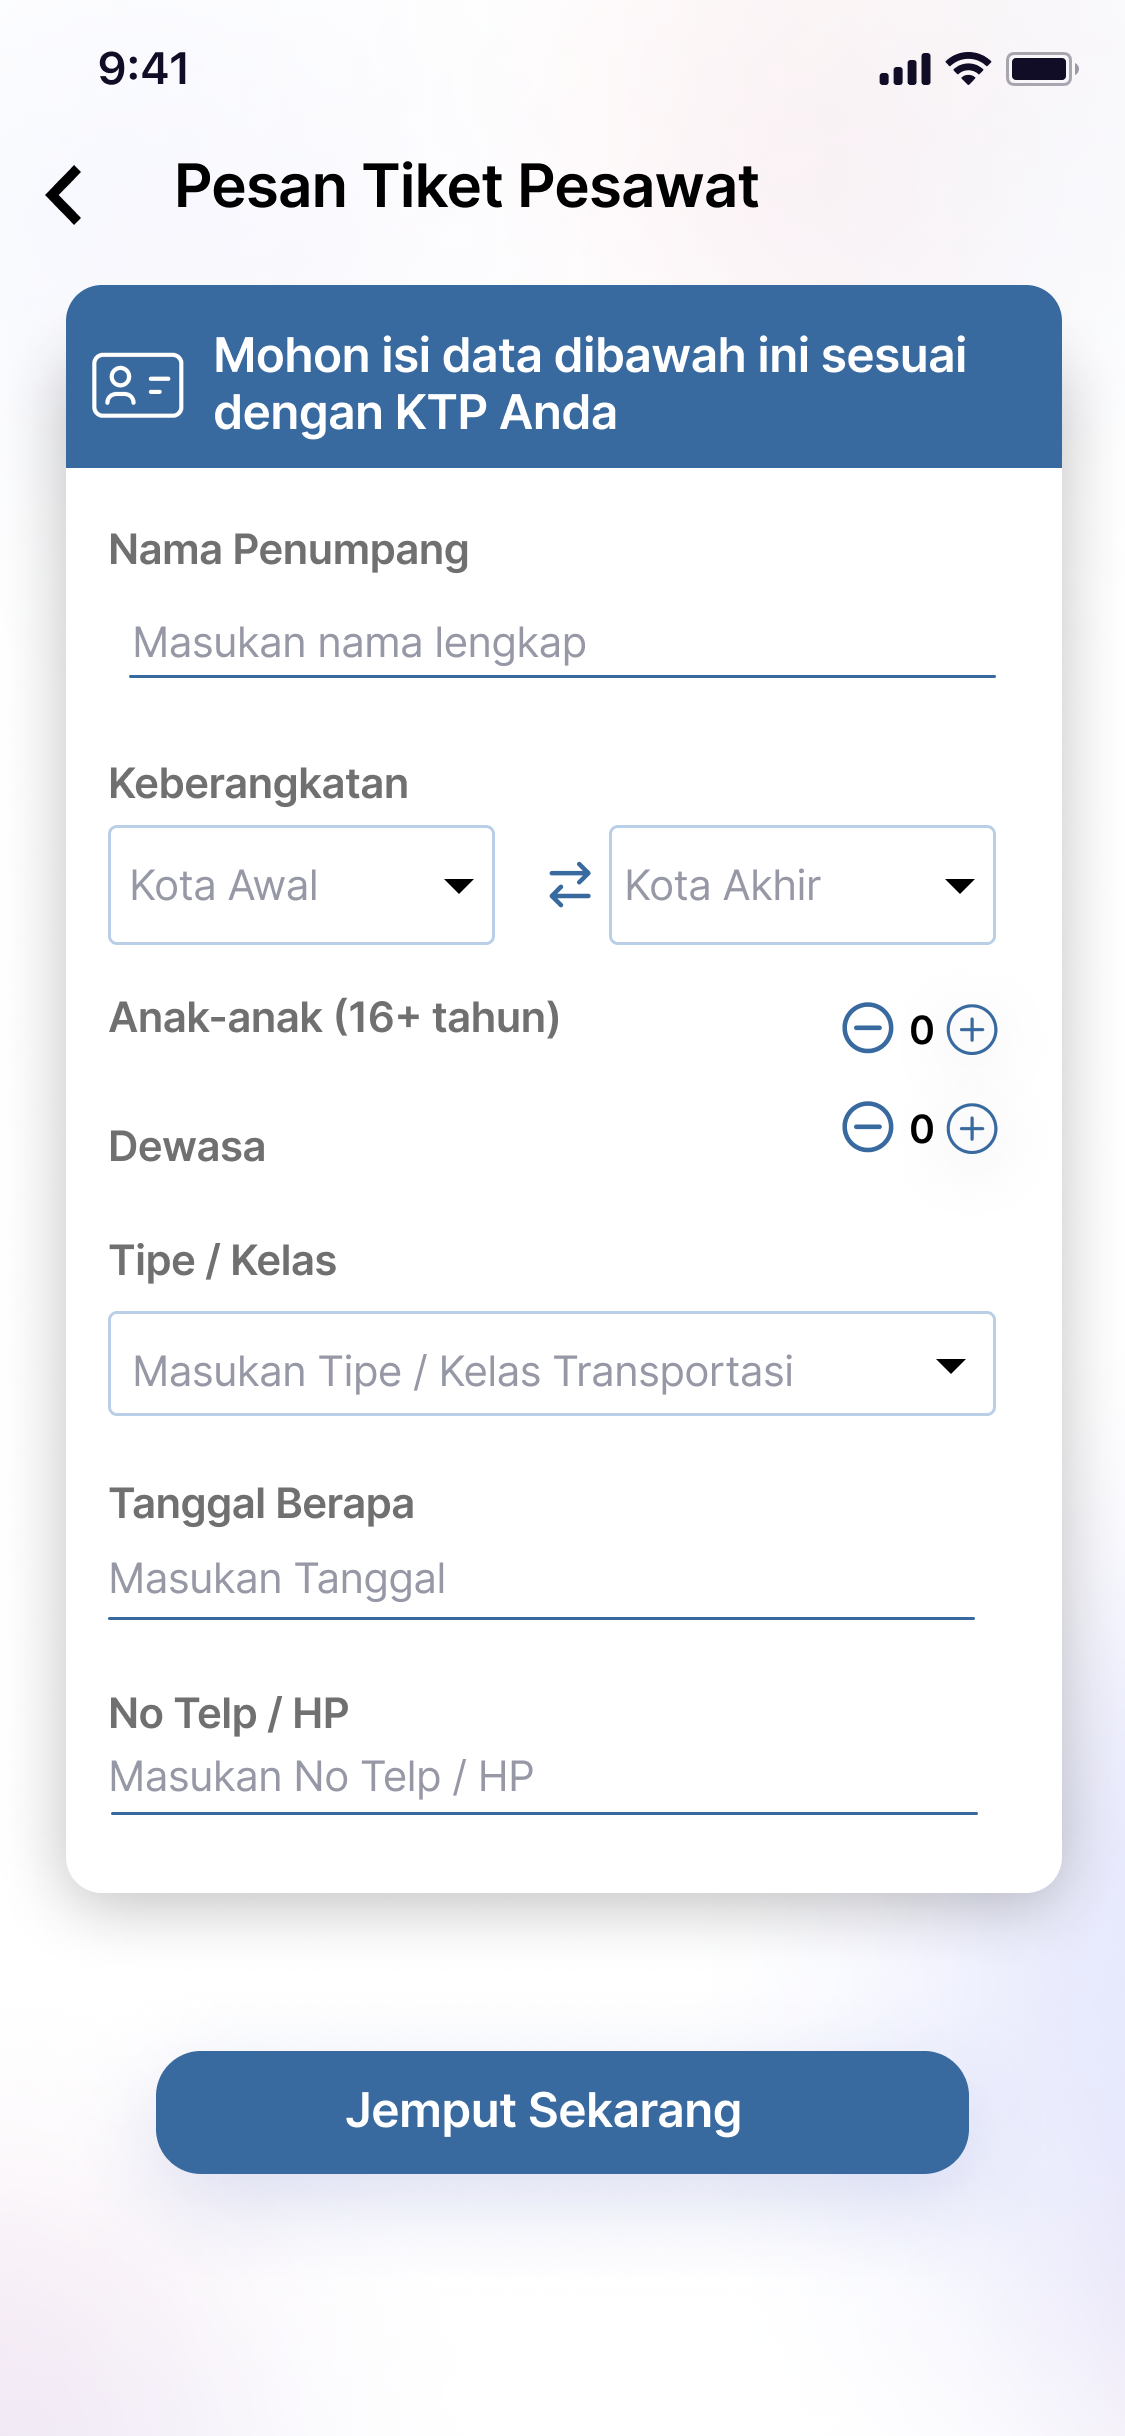 9:41
Pesan Tiket Pesawat
Mohon isi data dibawah ini sesuai
dengan KTP Anda
Nama Penumpang
Masukan nama lengkap
Keberangkatan
Kota Awal
Kota Akhir
Anak-anak (16+ tahun)
0
Dewasa
0
Tipe / Kelas
Masukan Tipe / Kelas Transportasi
Tanggal Berapa
Masukan Tanggal
No Telp / HP
Masukan No Telp / HP
Jemput Sekarang